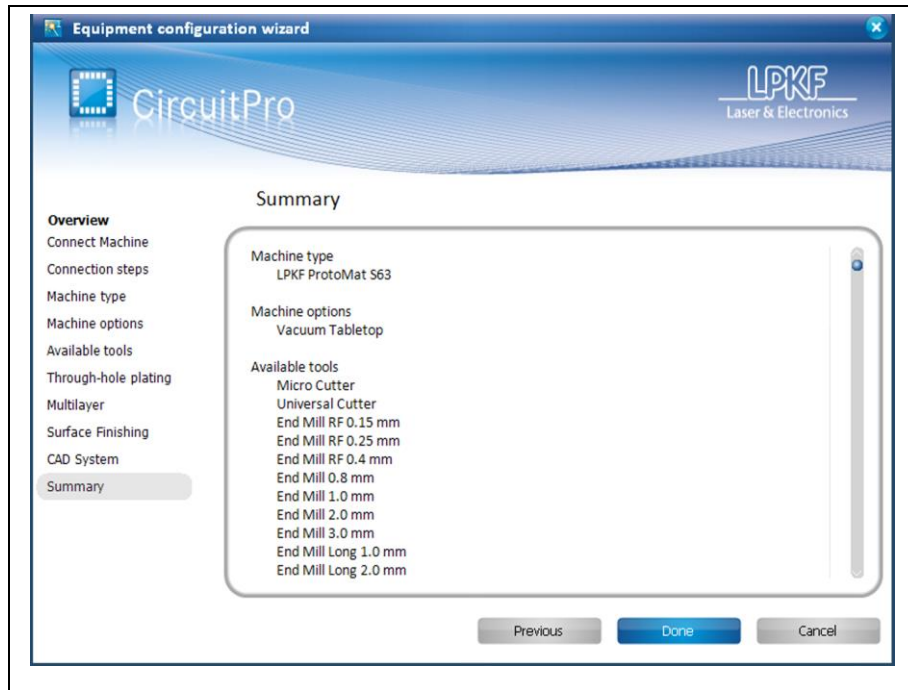 Equipment configuration wizard
CircuitPro
LPKF
Laser & Electronics
Summary
Overview
Connect Machine
Connection steps
Machine type
Machine options
Available tools
Through-hole plating
Multilayer
Surface Finishing
CAD System
Summary
Machine type
LPKF ProtoMat S63
Machine options
Vacuum Tabletop
Available tools
Micro Cutter
Universal Cutter
End Mill RF 0.15 mm
End Mill RF 0.25 mm
End Mill RF 0.4 mm
End Mill 0.8 mm
End Mill 1.0 mm
End Mill 2.0 mm
End Mill 3.0 mm
End Mill Long 1.0 mm
End Mill Long 2.0 mm
Previous
Done
Cancel